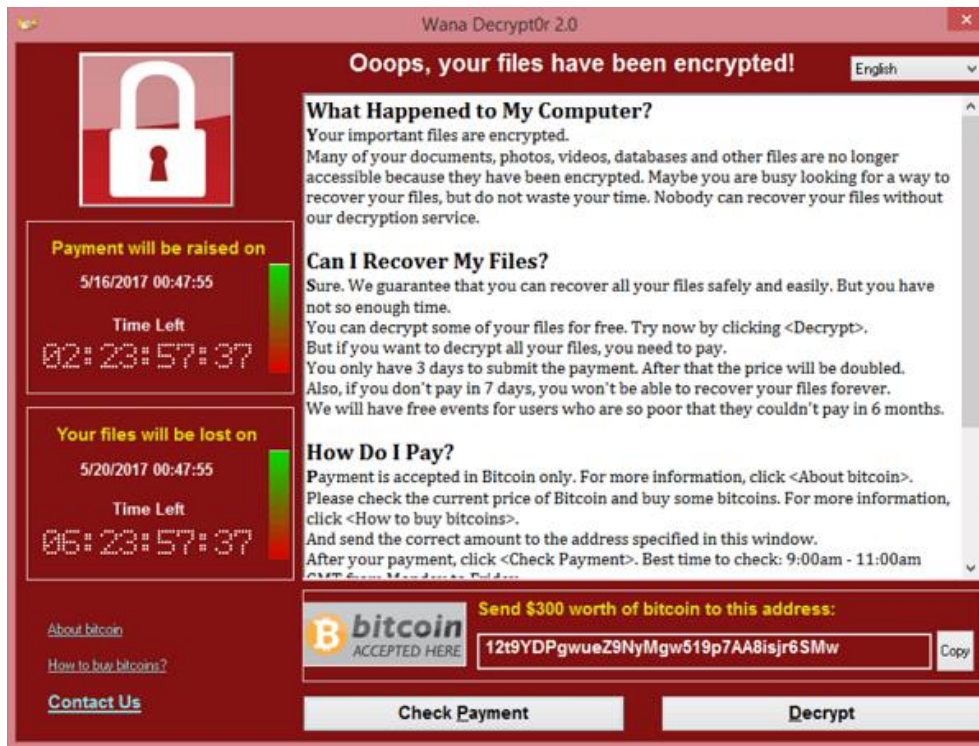 Wana Decrypt0r 2.0
Ooops, your files have been encrypted!
English
Payment will be raised on
5/16/2017 00:47:55
Time Left
02:23:57:37
Your files will be lost on
5/20/2017 00:47:55
Time Left
06:23:57:37
About bitcoin
How to buy bitcoins?
Contact Us
What Happened to My Computer?
Your important files are encrypted.
Many of your documents, photos, videos, databases and other files are no longer
accessible because they have been encrypted. Maybe you are busy looking for a way to
recover your files, but do not waste your time. Nobody can recover your files without
our decryption service.
Can I Recover My Files?
Sure. We guarantee that you can recover all your files safely and easily. But you have
not so enough time.
You can decrypt some of your files for free. Try now by clicking <Decrypt>.
But if you want to decrypt all your files, you need to pay.
You only have 3 days to submit the payment. After that the price will be doubled.
Also, if you don't pay in 7 days, you won't be able to recover your files forever.
We will have free events for users who are so poor that they couldn't pay in 6 months.
How Do I Pay?
Payment is accepted in Bitcoin only. For more information, click <About bitcoin>.
Please check the current price of Bitcoin and buy some bitcoins. For more information,
click <How to buy bitcoins>.
And send the correct amount to the address specified in this window.
After your payment, click <Check Payment>. Best time to check: 9:00am - 11:00am
GMT from Monday to Friday.
bitcoin
ACCEPTED HERE
Send $300 worth of bitcoin to this address:
12t9YDPgwueZ9NyMgw519p7AA8isjr6SMw
Copy
Check Payment
Decrypt